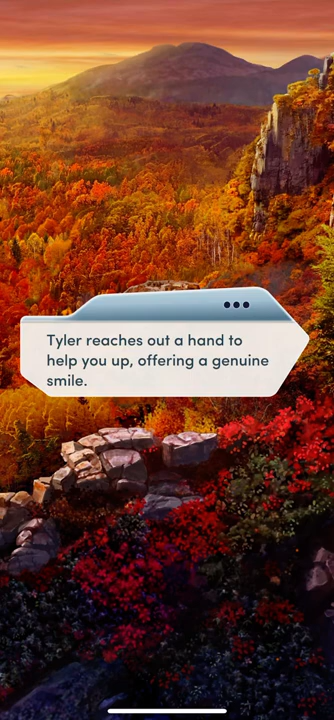 Tyler reaches out a hand to
help you up, offering a genuine
smile.